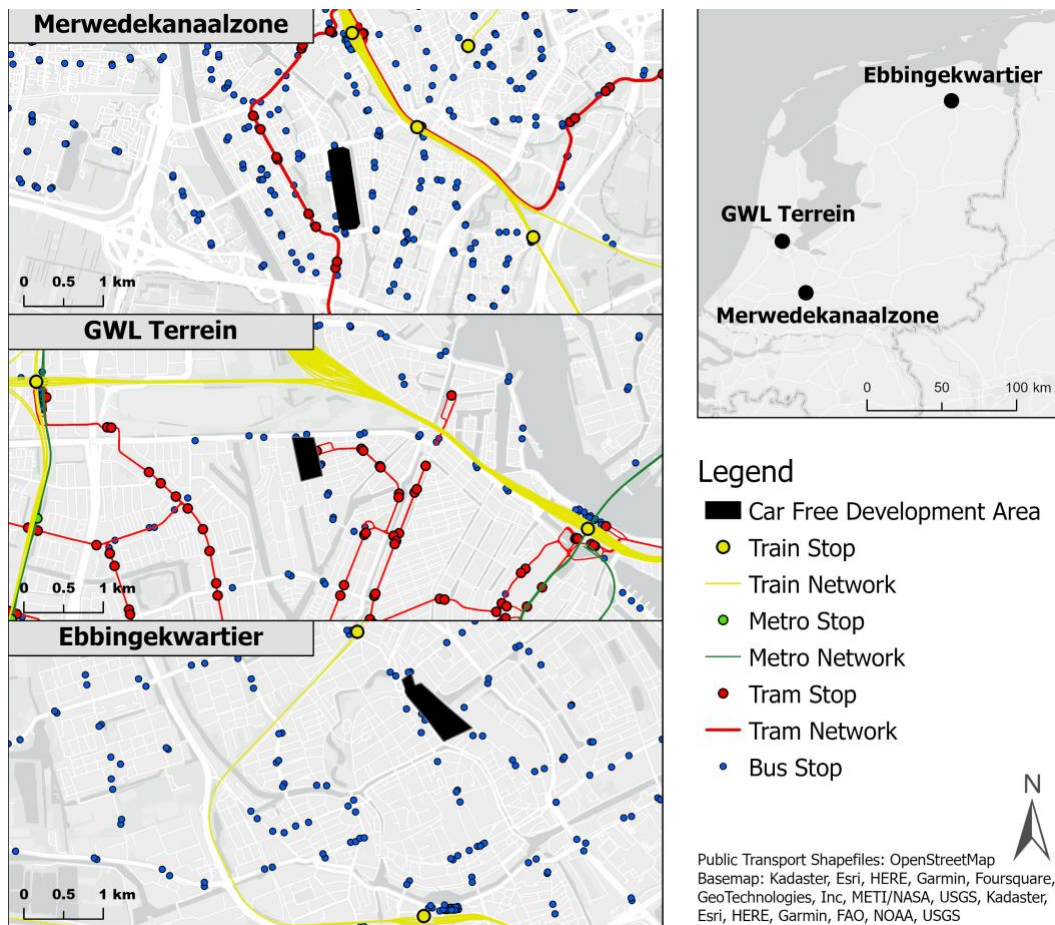 Merwedekanaalzone
0 0.5 1 km
GWL Terrein
0 0.5 1 km
Ebbingekwartier
0 0.5 1 km
Ebbingekwartier
GWL Terrein
Merwedekanaalzone
0 50 100 km
Legend
Car Free Development Area
Train Stop
Train Network
Metro Stop
Metro Network
Tram Stop
Tram Network
Bus Stop
N
Public Transport Shapefiles: OpenStreetMap
Basemap: Kadaster, Esri, HERE, Garmin, Foursquare,
GeoTechnologies, Inc, METI/NASA, USGS, Kadaster,
Esri, HERE, Garmin, FAO, NOAA, USGS